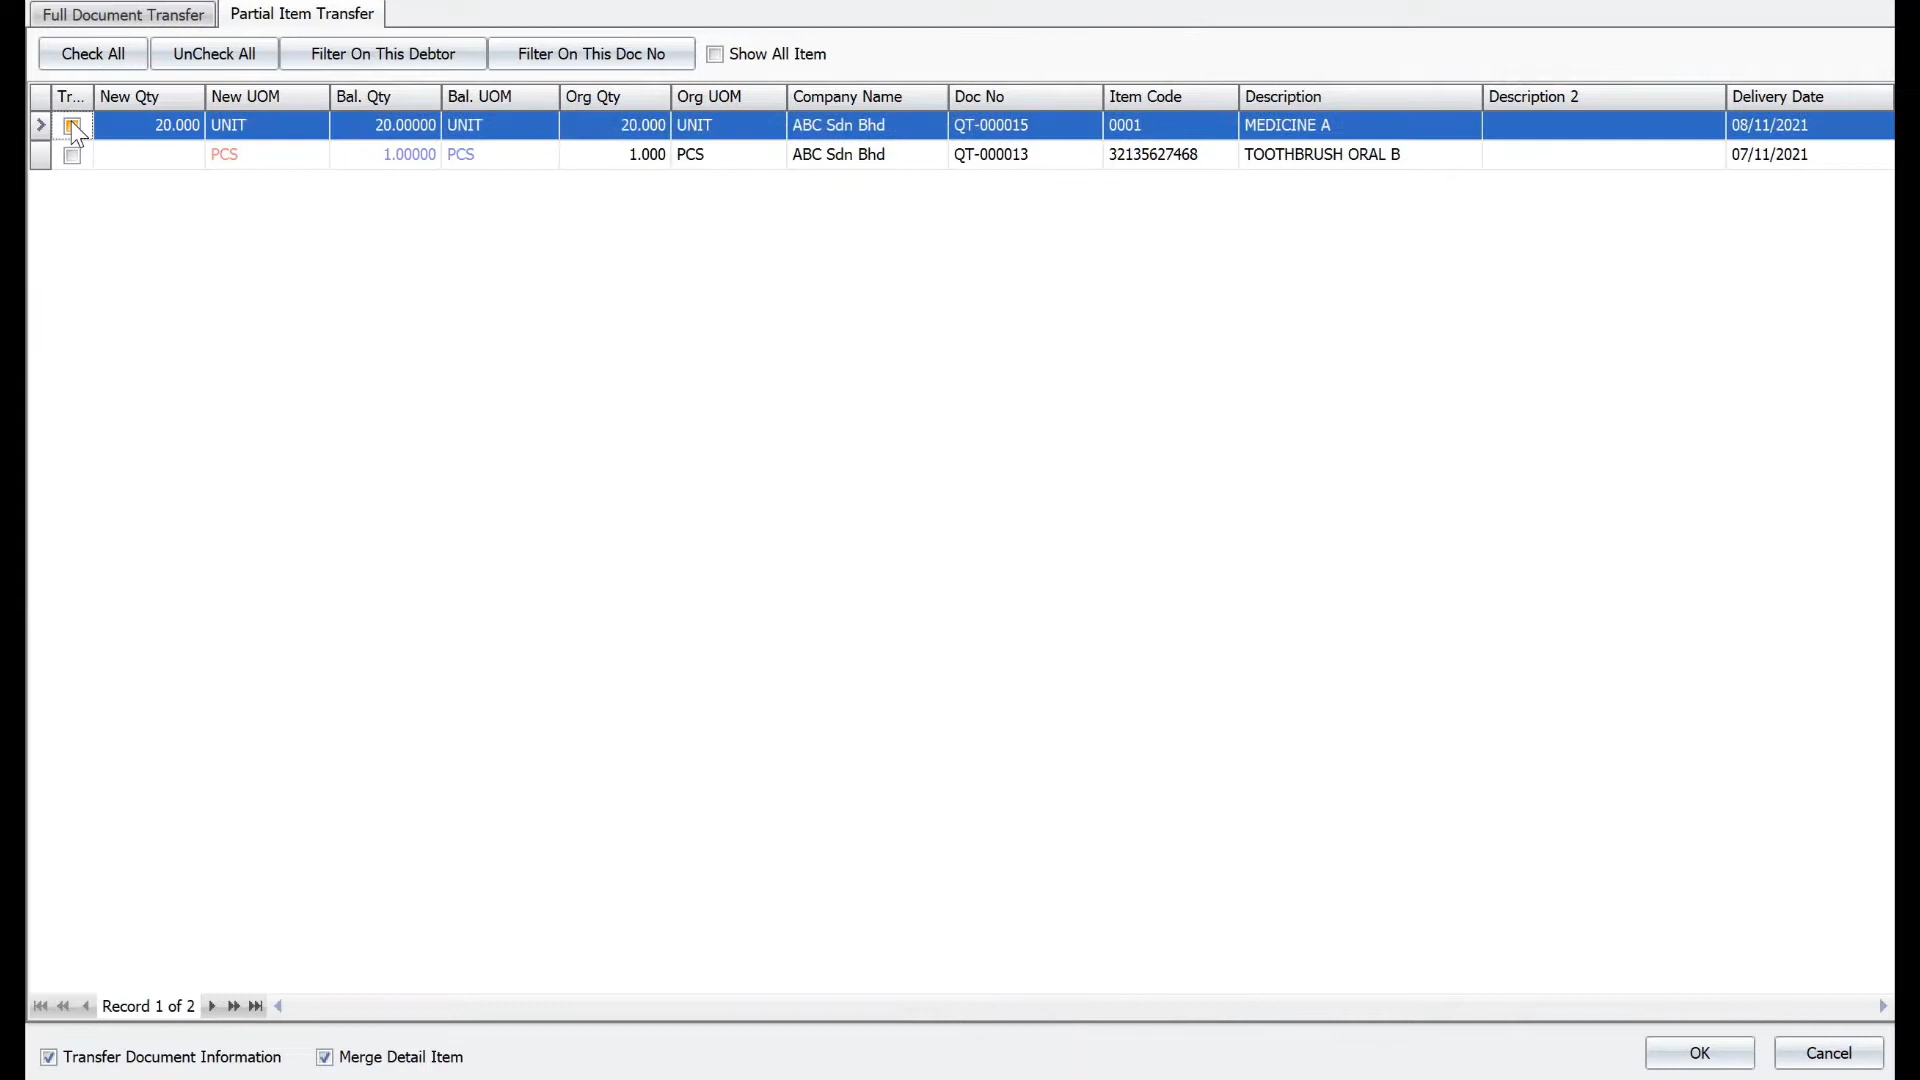 Full Document Transfer Partial Item Transfer
Check All UnCheck All Filter On This Debtor Filter On This Doc No Show All Item
Tr... New Qty New UOM Bal. Qty Bal. UOM Org Qty Org UOM Company Name Doc No Item Code Description Description 2 Delivery Date
20.000 UNIT 20.00000 UNIT 20.000 UNIT ABC Sdn Bhd QT-000015 0001 MEDICINE A 08/11/2021
PCS 1.00000 PCS 1.000 PCS ABC Sdn Bhd QT-000013 32135627468 TOOTHBRUSH ORAL B 07/11/2021
Record 1 of 2
Transfer Document Information Merge Detail Item OK Cancel